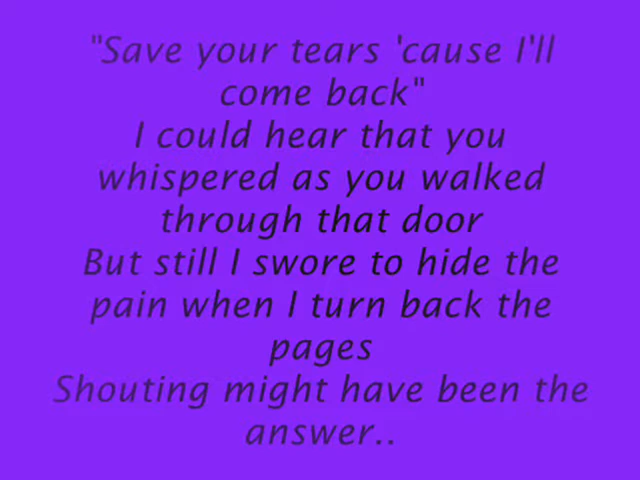 "Save your tears 'cause I'll
come back"
I could hear that you
whispered as you walked
through that door
But still I swore to hide the
pain when I turn back the
pages
Shouting might have been the
answer..